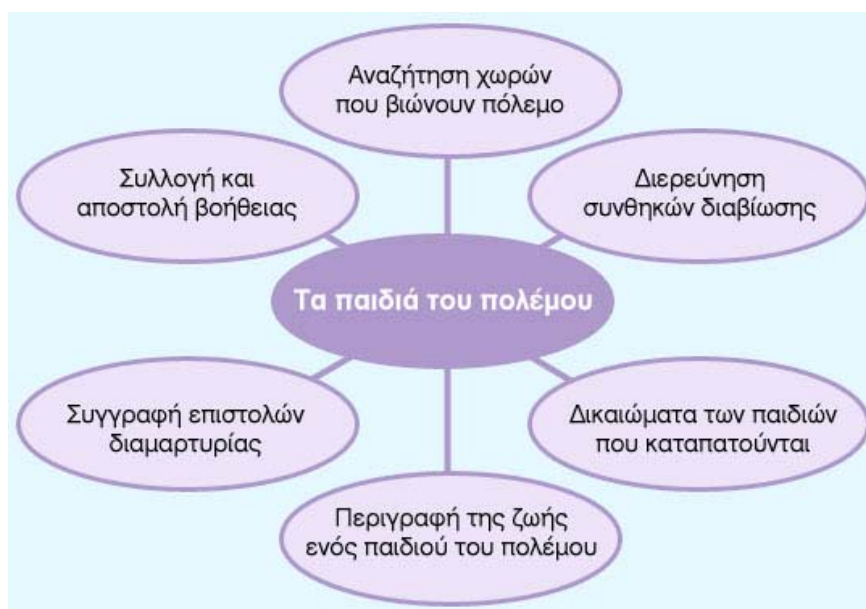 Αναζήτηση χωρών
που βιώνουν πόλεμο
Συλλογή και
αποστολή βοήθειας
Διερεύνηση
συνθηκών διαβίωσης
Τα παιδιά του πολέμου
Συγγραφή επιστολών
διαμαρτυρίας
Δικαιώματα των παιδιών
που καταπατούνται
Περιγραφή της ζωής
ενός παιδιού του πολέμου